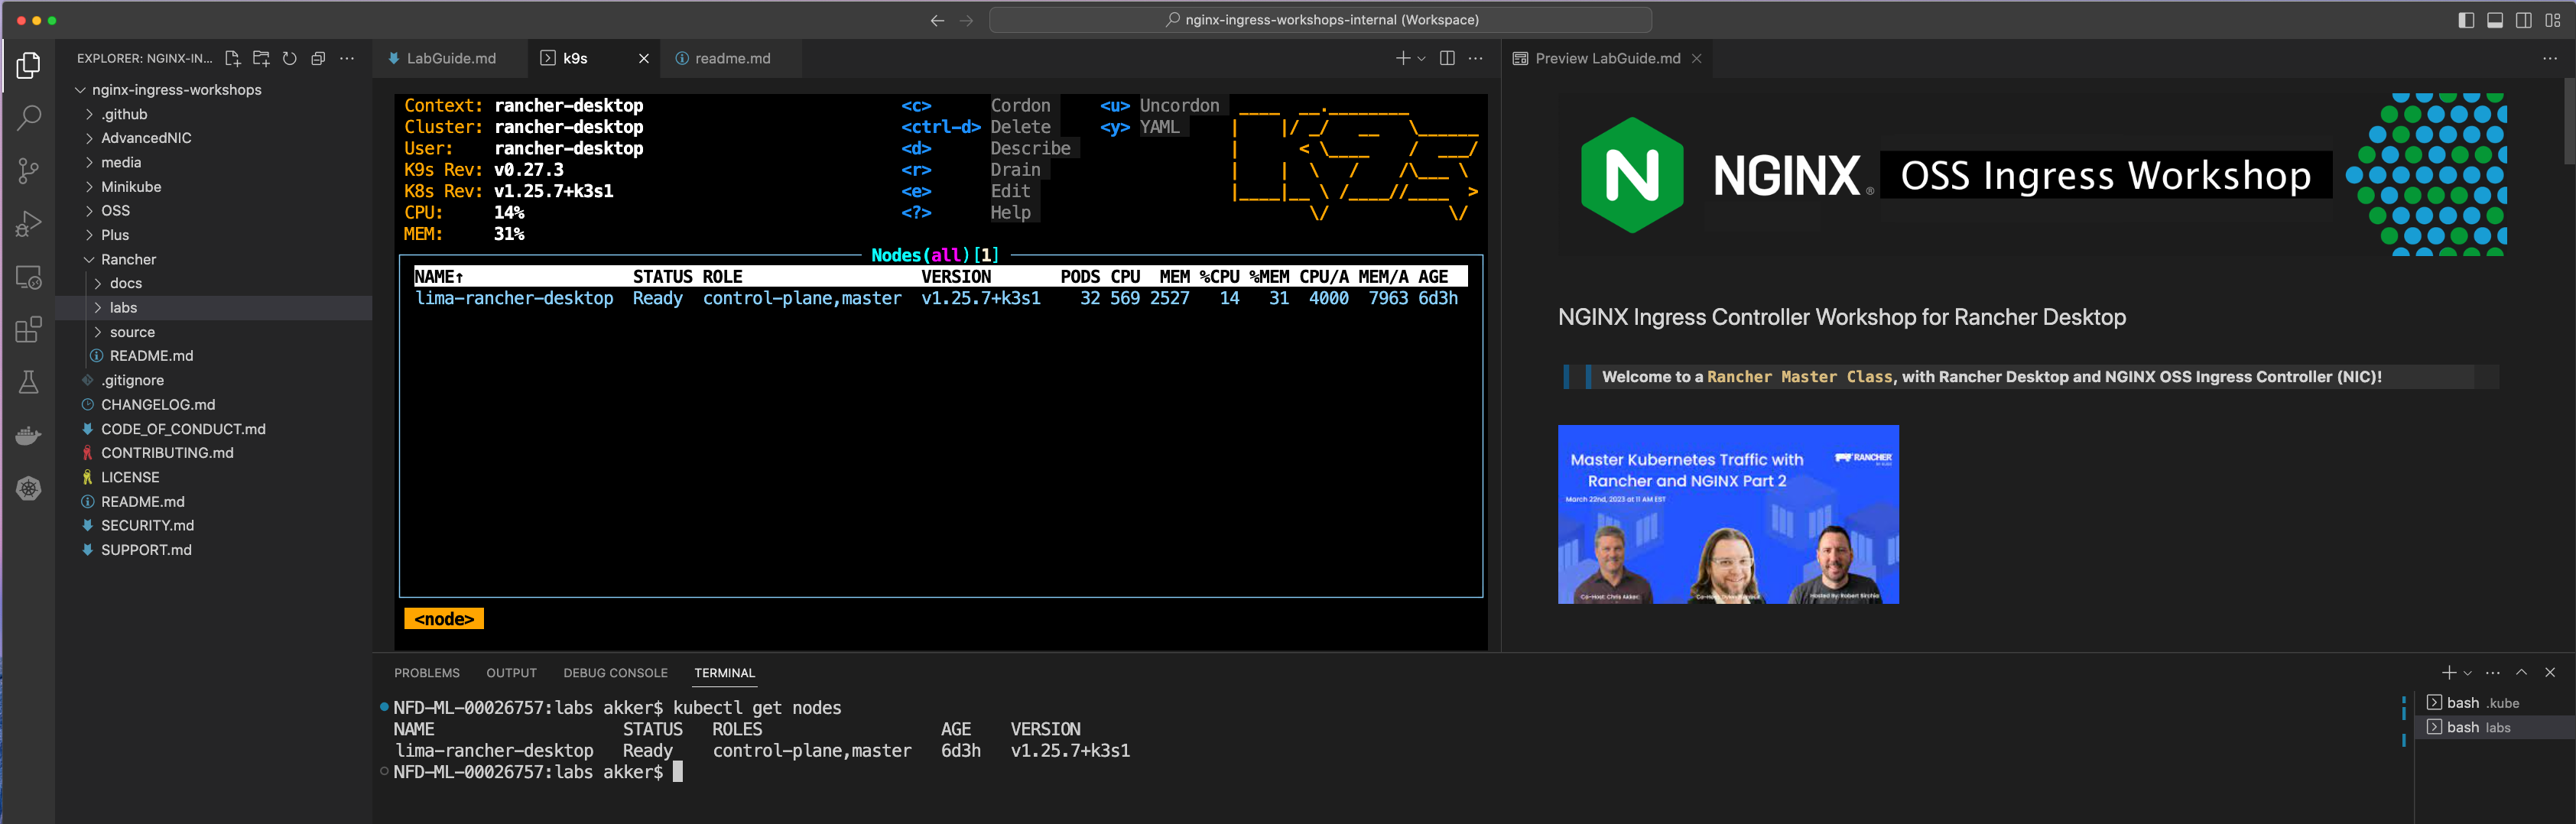 nginx-ingress-workshops-internal (Workspace)
EXPLORER: NGINX-IN...
nginx-ingress-workshops
.github
AdvancedNIC
media
Minikube
OSS
Plus
Rancher
docs
labs
source
README.md
.gitignore
CHANGELOG.md
CODE_OF_CONDUCT.md
CONTRIBUTING.md
LICENSE
README.md
SECURITY.md
SUPPORT.md
LabGuide.md k9s readme.md
Context: rancher-desktop <c> Cordon <u> Uncordon
Cluster: rancher-desktop <ctrl-d> Delete <y> YAML
User: rancher-desktop <d> Describe
K9s Rev: v0.27.3 <r> Drain
K8s Rev: v1.25.7+k3s1 <e> Edit
CPU: 14% <?> Help
MEM: 31%
Nodes(all)[1]
NAME↑ STATUS ROLE VERSION PODS CPU MEM %CPU %MEM CPU/A MEM/A AGE
lima-rancher-desktop Ready control-plane,master v1.25.7+k3s1 32 569 2527 14 31 4000 7963 6d3h
<node>
Preview LabGuide.md
NGINX® OSS Ingress Workshop
NGINX Ingress Controller Workshop for Rancher Desktop
Welcome to a Rancher Master Class, with Rancher Desktop and NGINX OSS Ingress Controller (NIC)!
Master Kubernetes Traffic with
Rancher and NGINX Part 2
RANCHER
March 22nd, 2023 at 11 AM EST
Co-Host: Chris Akker
Hosted By: Robert Sirchia
PROBLEMS OUTPUT DEBUG CONSOLE TERMINAL
NFD-ML-00026757:labs akker$ kubectl get nodes
NAME STATUS ROLES AGE VERSION
lima-rancher-desktop Ready control-plane,master 6d3h v1.25.7+k3s1
NFD-ML-00026757:labs akker$
bash .kube
bash labs